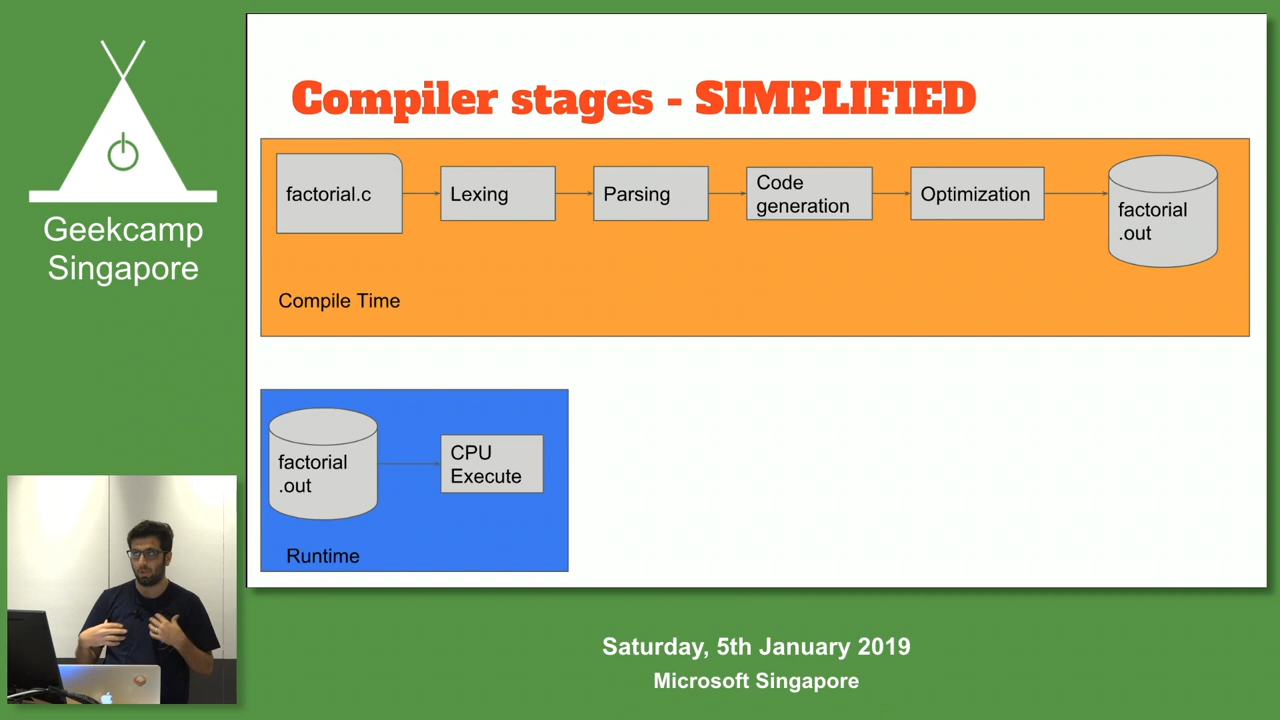 Geekcamp
Singapore
Compiler stages - SIMPLIFIED
factorial.c
Lexing
Parsing
Code
generation
Optimization
factorial
.out
Compile Time
factorial
.out
CPU
Execute
Runtime
Saturday, 5th January 2019
Microsoft Singapore